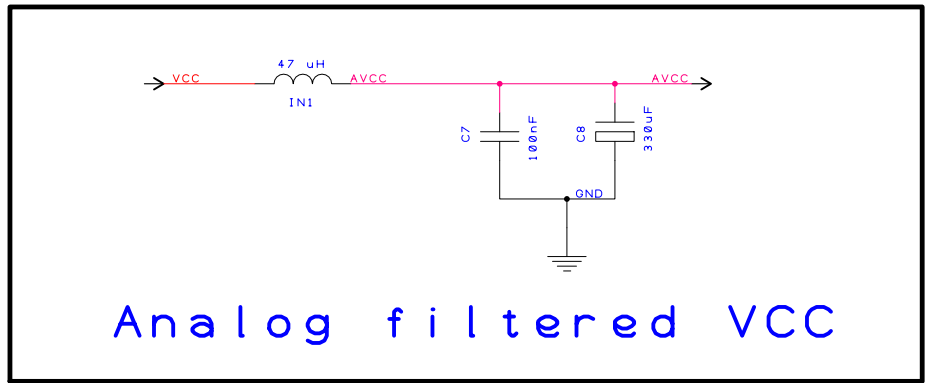 47 uH
VCC
AVCC
AVCC
IN1
C7
100nF
C8
330uF
GND
Analog filtered VCC